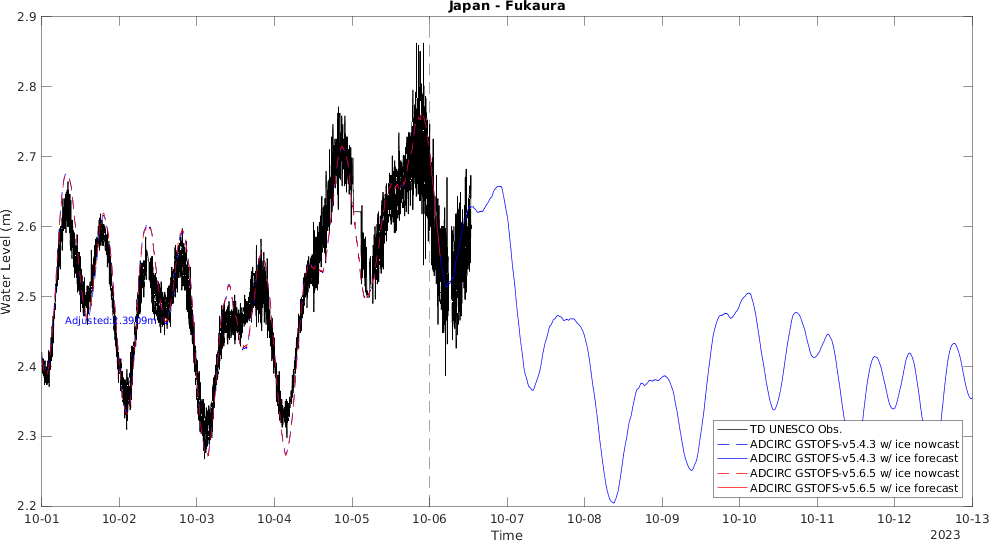 Japan - Fukaura
2.9
2.8
2.7
2.6
2.5
2.4
2.3
2.2
Water Level (m)
Adjusted:2.3909m
TD UNESCO Obs.
ADCIRC GSTOFS-v5.4.3 w/ ice nowcast
ADCIRC GSTOFS-v5.4.3 w/ ice forecast
ADCIRC GSTOFS-v5.6.5 w/ ice nowcast
ADCIRC GSTOFS-v5.6.5 w/ ice forecast
10-01 10-02 10-03 10-04 10-05 10-06 10-07 10-08 10-09 10-10 10-11 10-12 10-13
Time
2023